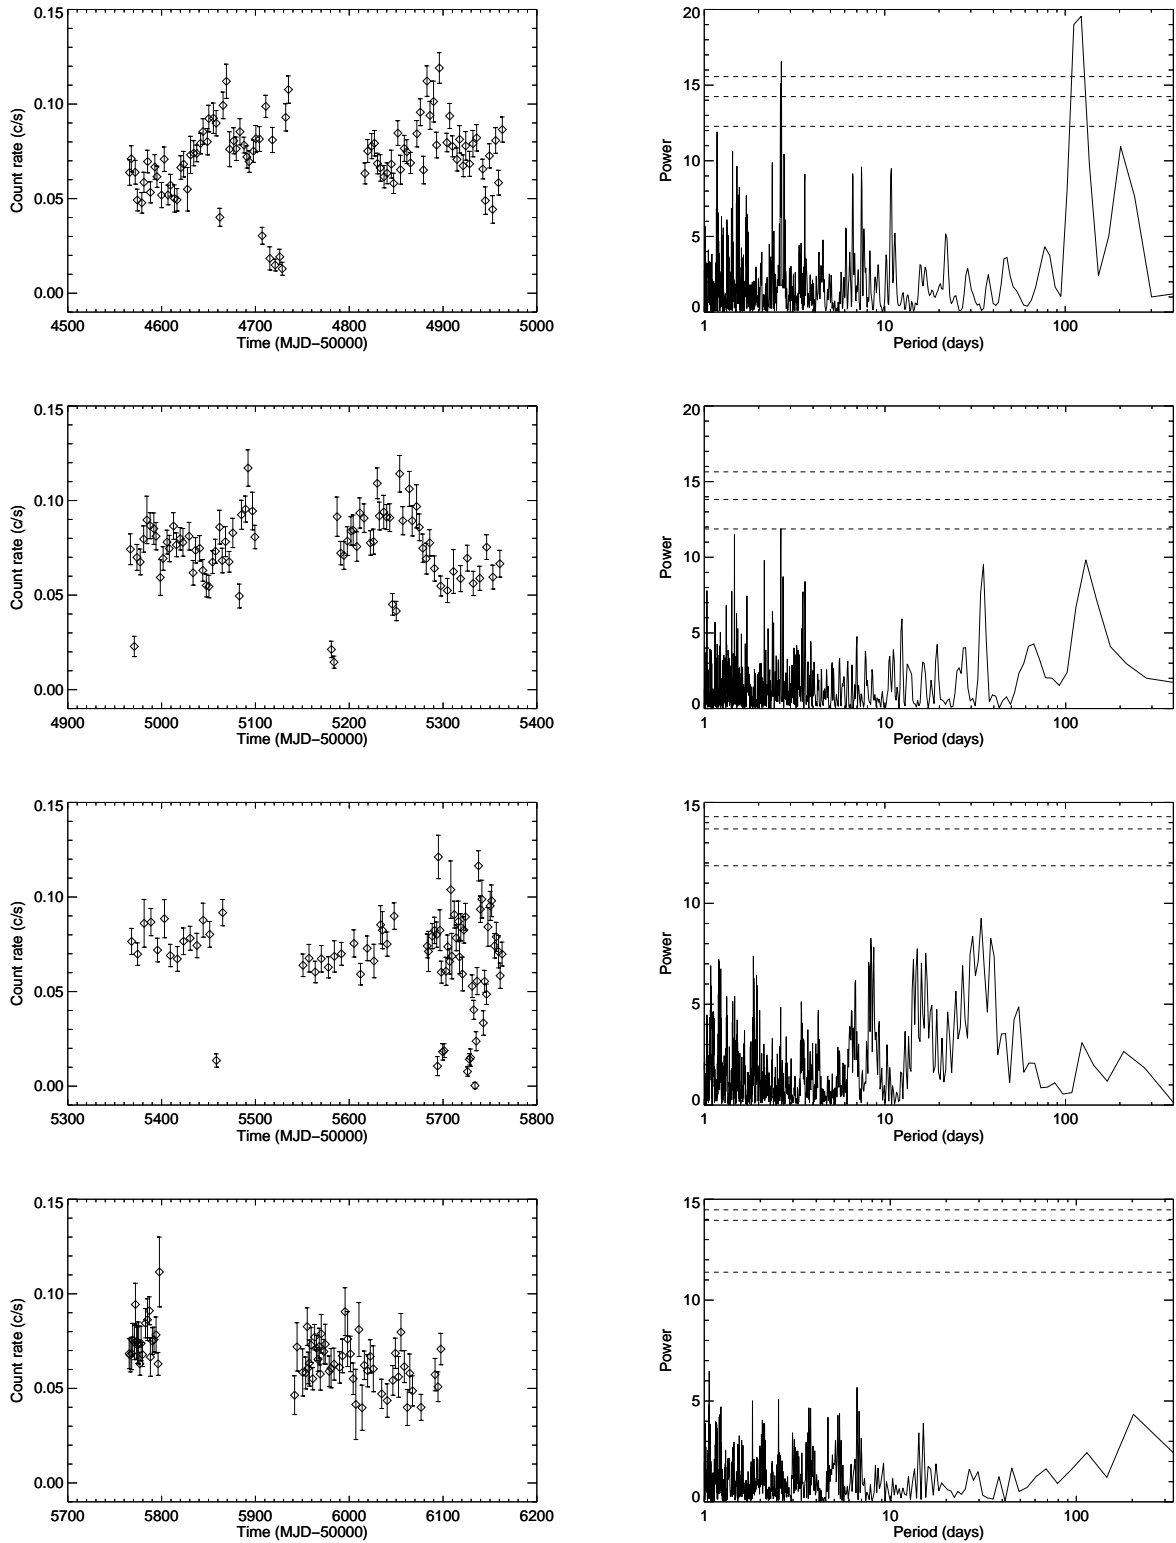 0.15
0.10
0.05
0.00
Count rate (c/s)
4500 4600 4700 4800 4900 5000
Time (MJD−50000)
20
15
10
5
0
Power
1 10 100
Period (days)
0.15
0.10
0.05
0.00
Count rate (c/s)
4900 5000 5100 5200 5300 5400
Time (MJD−50000)
20
15
10
5
0
Power
1 10 100
Period (days)
0.15
0.10
0.05
0.00
Count rate (c/s)
5300 5400 5500 5600 5700 5800
Time (MJD−50000)
15
10
5
0
Power
1 10 100
Period (days)
0.15
0.10
0.05
0.00
Count rate (c/s)
5700 5800 5900 6000 6100 6200
Time (MJD−50000)
15
10
5
0
Power
1 10 100
Period (days)